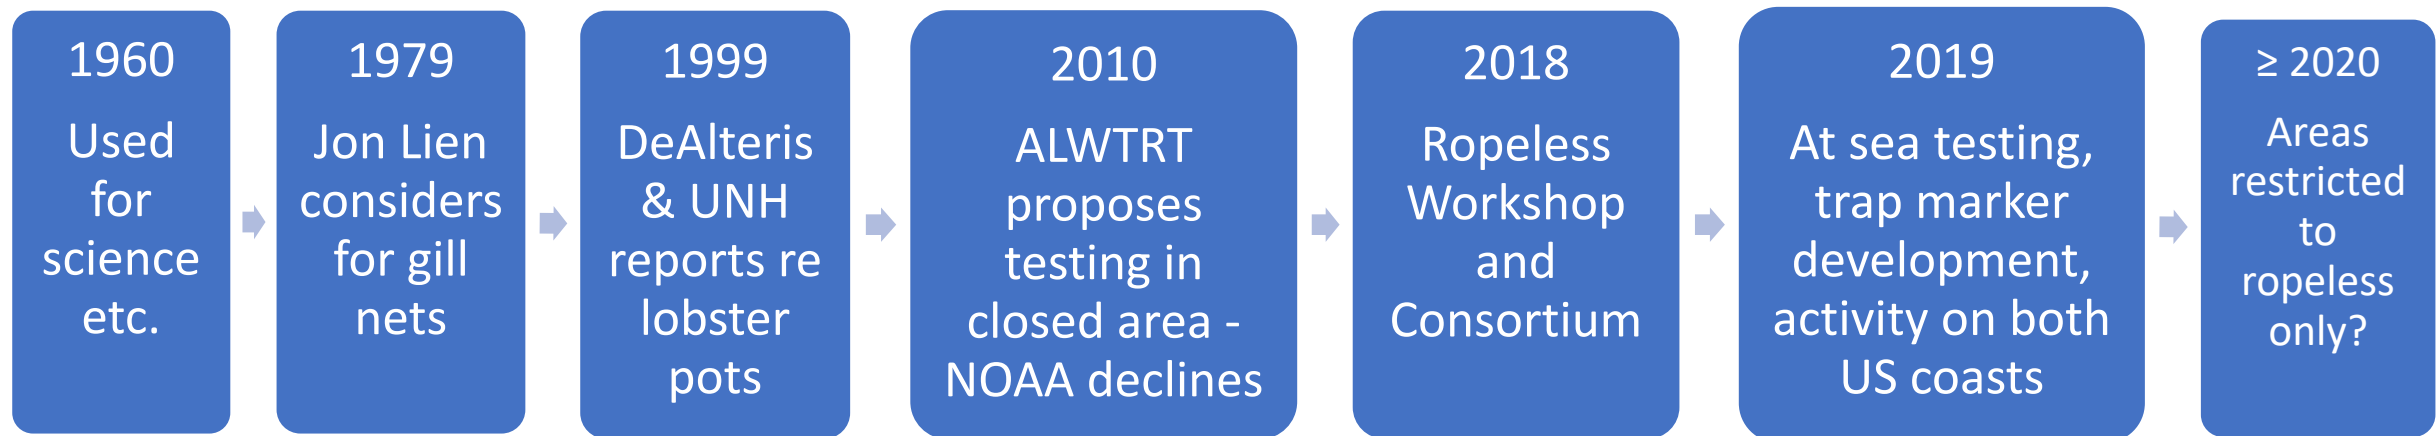 1960
Used
for
science
etc.
1979
Jon Lien
considers
for gill
nets
1999
DeAlteris
& UNH
reports re
lobster
pots
2010
ALWTRT
proposes
testing in
closed area -
NOAA declines
2018
Ropeless
Workshop
and
Consortium
2019
At sea testing,
trap marker
development,
activity on both
US coasts
≥ 2020
Areas
restricted
to
ropeless
only?